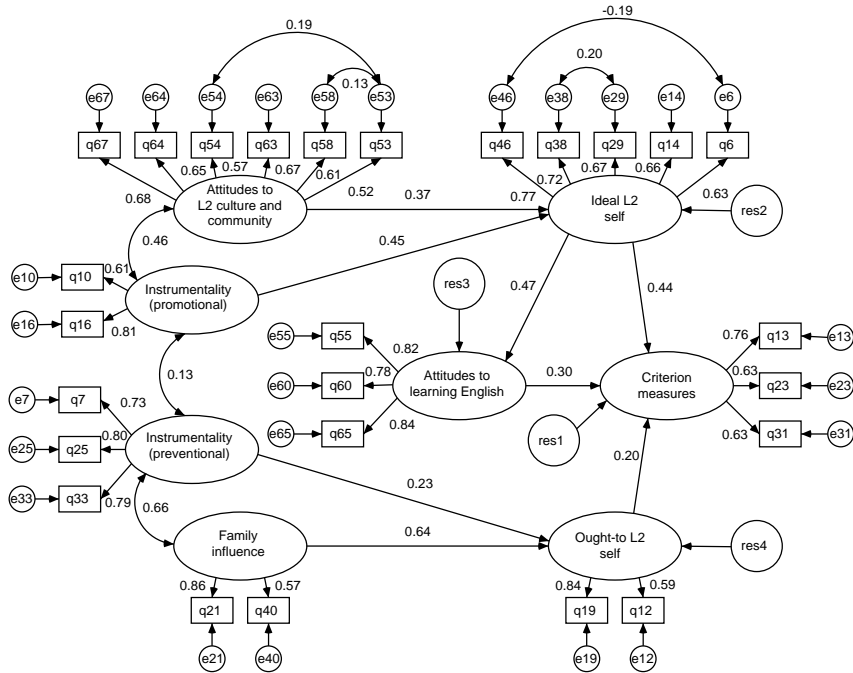 0.19
-0.19
0.13
0.20
e67
e64
e54
e63
e58
e53
e46
e38
e29
e14
e6
q67
q64
q54
q63
q58
q53
q46
q38
q29
q14
q6
0.68
0.65
0.57
0.67
0.61
0.52
0.77
0.72
0.67
0.66
0.63
Attitudes to
L2 culture and
community
0.37
Ideal L2
self
res2
0.46
0.45
e10
q10
0.61
e16
q16
0.81
Instrumentality
(promotional)
res3
0.47
0.44
0.13
e55
q55
0.82
e60
q60
0.78
e65
q65
0.84
Attitudes to
learning English
0.30
Criterion
measures
0.76
q13
e13
0.63
q23
e23
0.63
q31
e31
res1
e7
q7
0.73
e25
q25
0.80
e33
q33
0.79
Instrumentality
(preventional)
0.23
0.20
0.66
Family
influence
0.64
Ought-to L2
self
res4
0.86
0.57
0.84
0.59
q21
q40
q19
q12
e21
e40
e19
e12